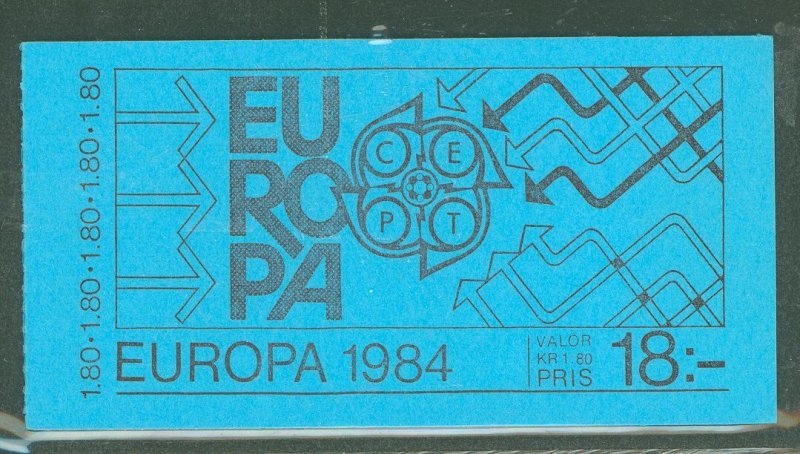 1.80•1.80•1.80•1.80•1.80
EU
RO
PA
C E
P T
EUROPA 1984
VALÖR
KR 1.80
PRIS
18:-